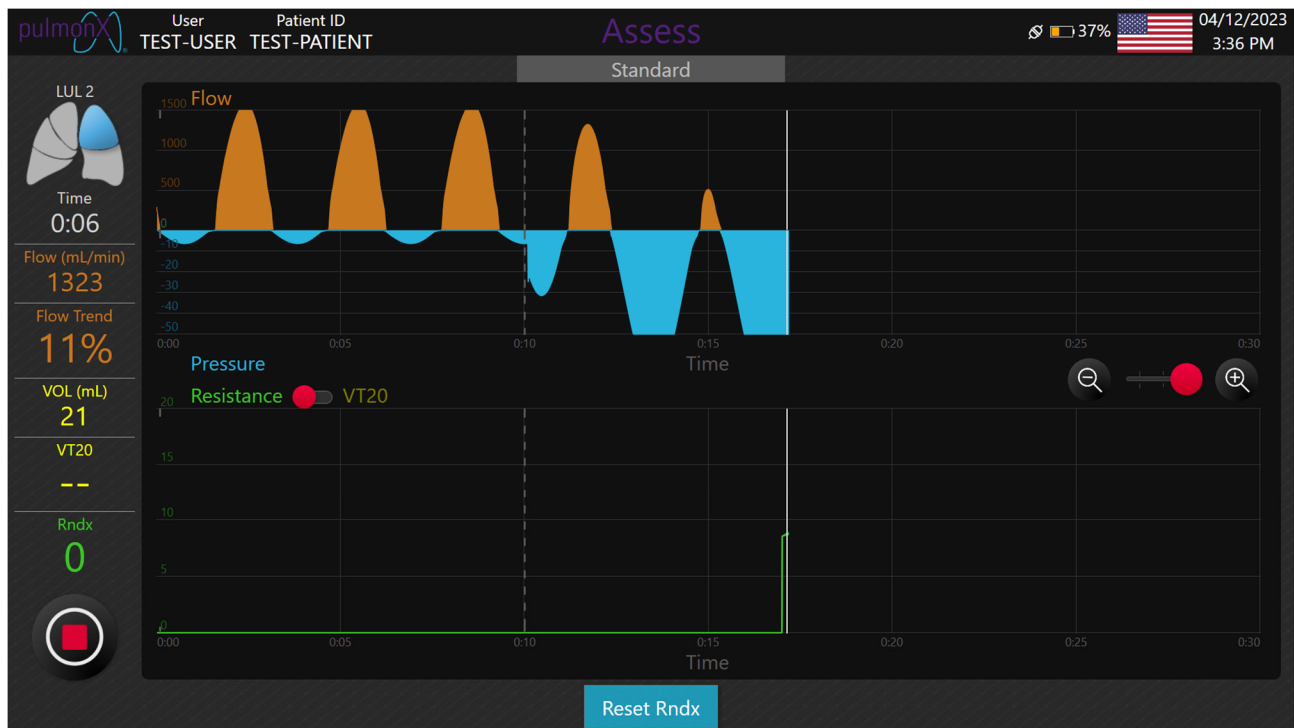 pulmonX
User
TEST-USER
Patient ID
TEST-PATIENT
Assess
37%
04/12/2023
3:36 PM
Standard
LUL 2
Time
0:06
Flow (mL/min)
1323
Flow Trend
11%
VOL (mL)
21
VT20
--
Rndx
0
Flow
1500
1000
500
0
-10
-20
-30
-40
-50
0:00 0:05 0:10 0:15 0:20 0:25 0:30
Pressure
Time
Resistance VT20
20
15
10
5
0
0:00 0:05 0:10 0:15 0:20 0:25 0:30
Time
Reset Rndx